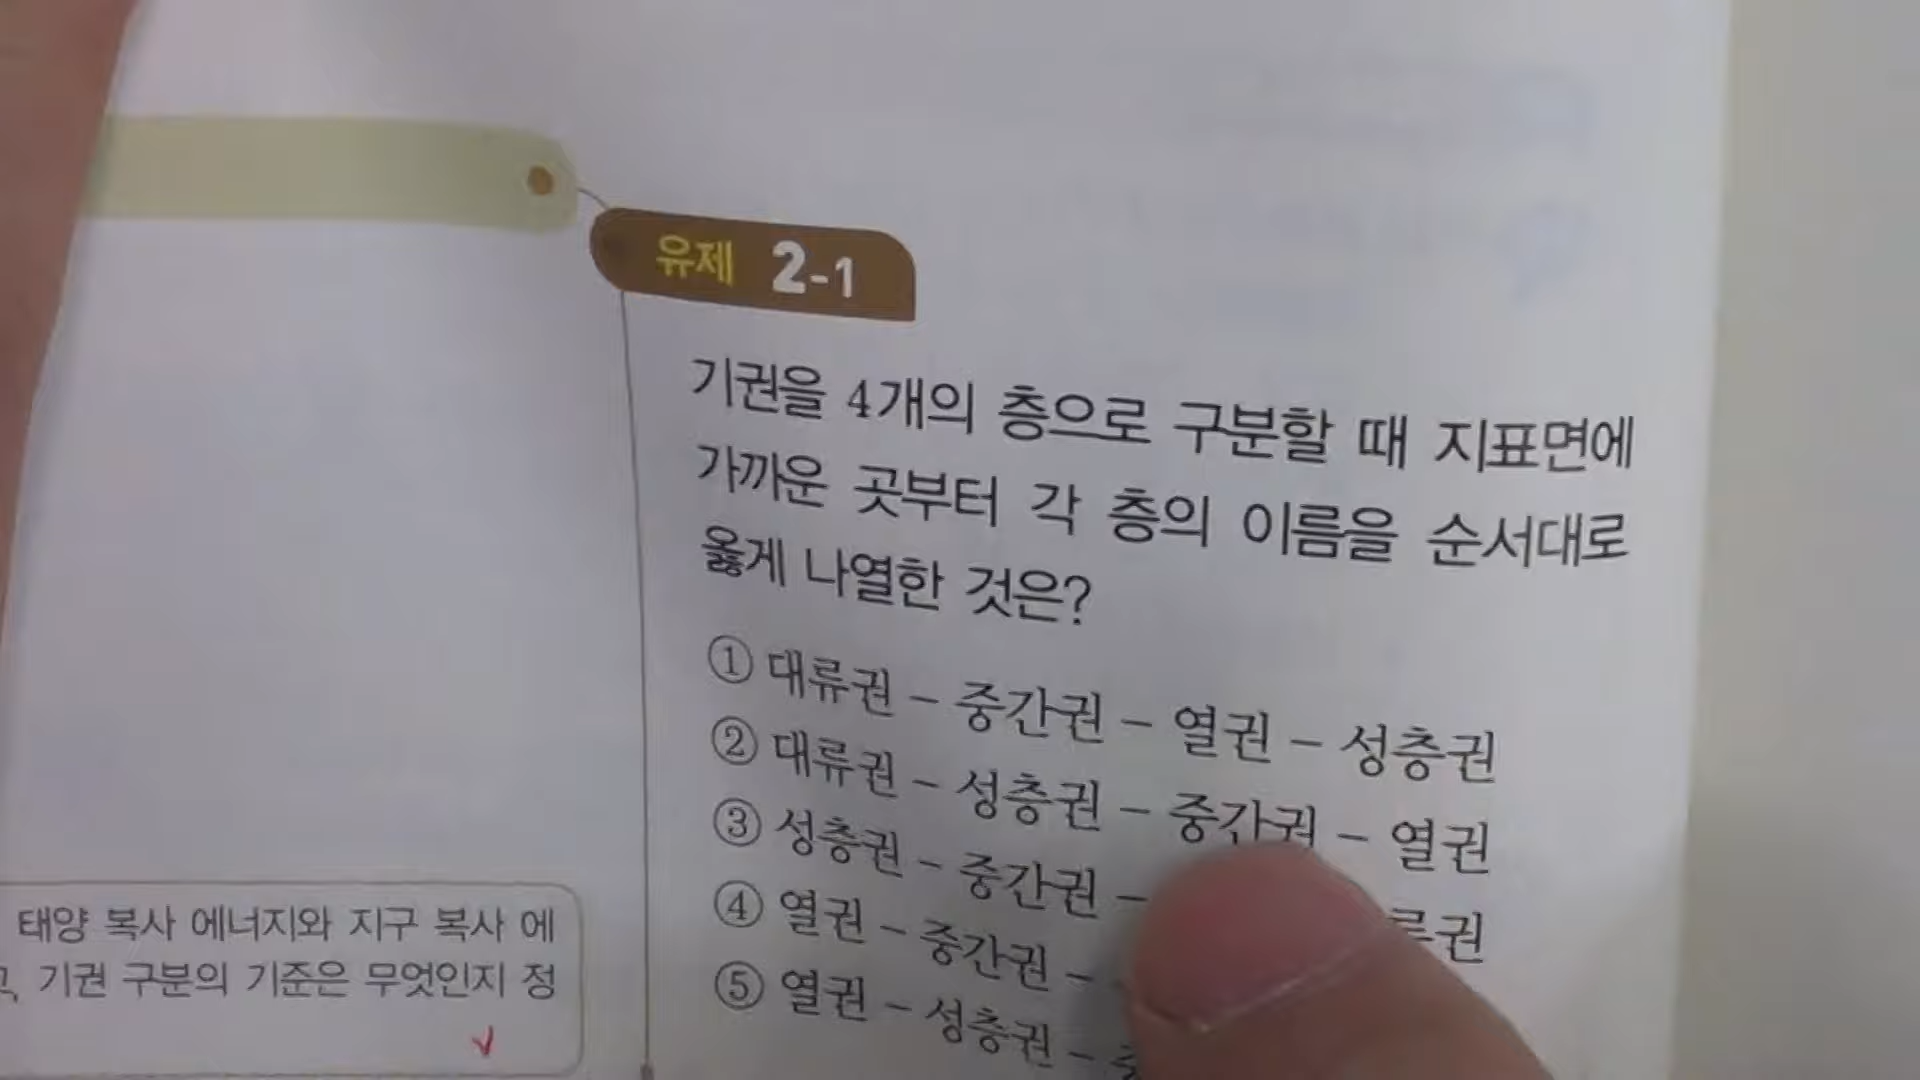 유제 2-1
기권을 4개의 층으로 구분할 때 지표면에
가까운 곳부터 각 층의 이름을 순서대로
옳게 나열한 것은?
① 대류권 – 중간권 – 열권 – 성층권
② 대류권 – 성층권 – 중간권 – 열권
③ 성층권 – 중간권 –
④ 열권 – 중간권 –
⑤ 열권 – 성층권 –
태양 복사 에너지와 지구 복사 에
기권 구분의 기준은 무엇인지 정